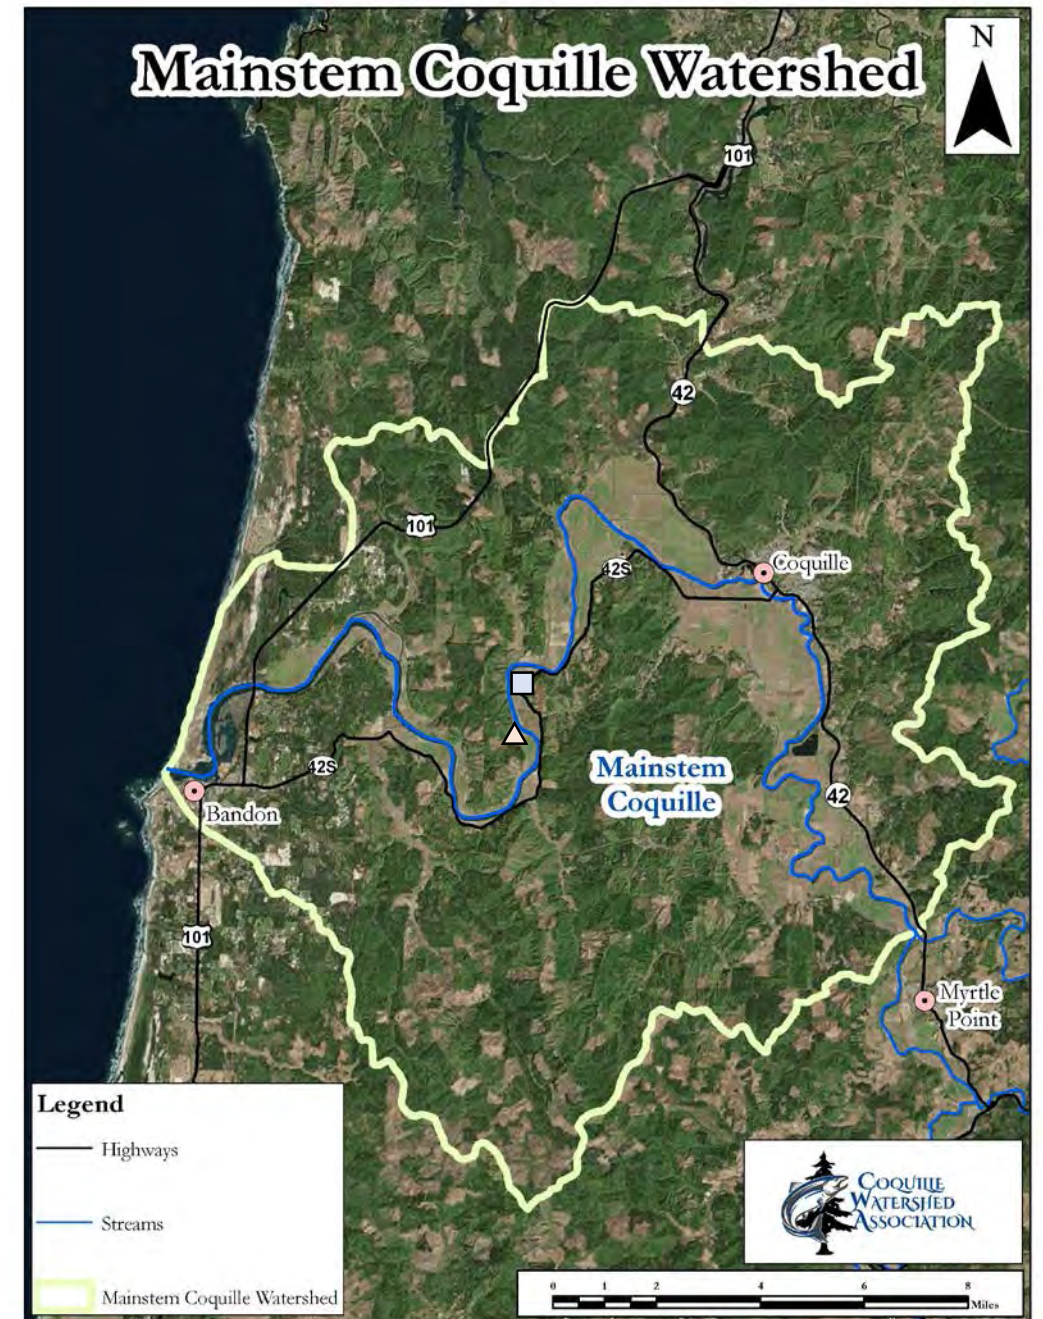 Mainstem Coquille Watershed
N
101
42
101
42S
Coquille
Mainstem
Coquille
42S
42
Bandon
101
Myrtle
Point
Legend
Highways
Streams
Mainstem Coquille Watershed
COQUILLE
WATERSHED
ASSOCIATION
0 1 2 4 6 8
Miles